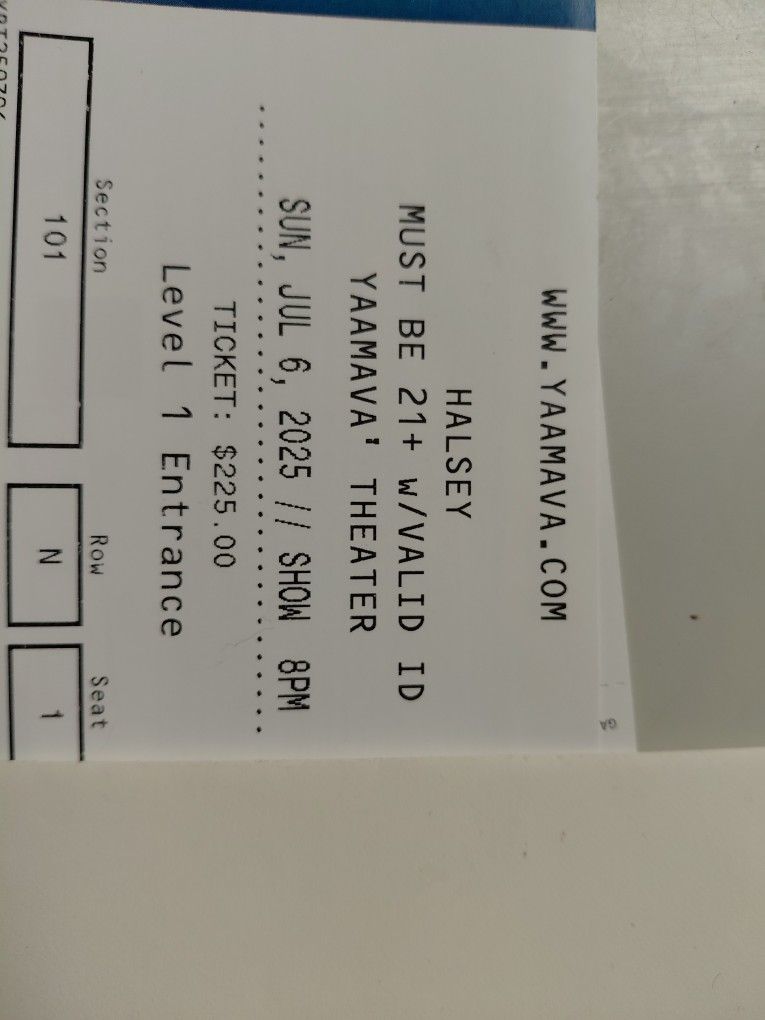 WWW.YAAMAVA.COM
HALSEY
MUST BE 21+ w/VALID ID
YAAMAVA' THEATER
SUN, JUL 6, 2025 // SHOW 8PM
TICKET: $225.00
Level 1 Entrance
Section Row Seat
101 N 1